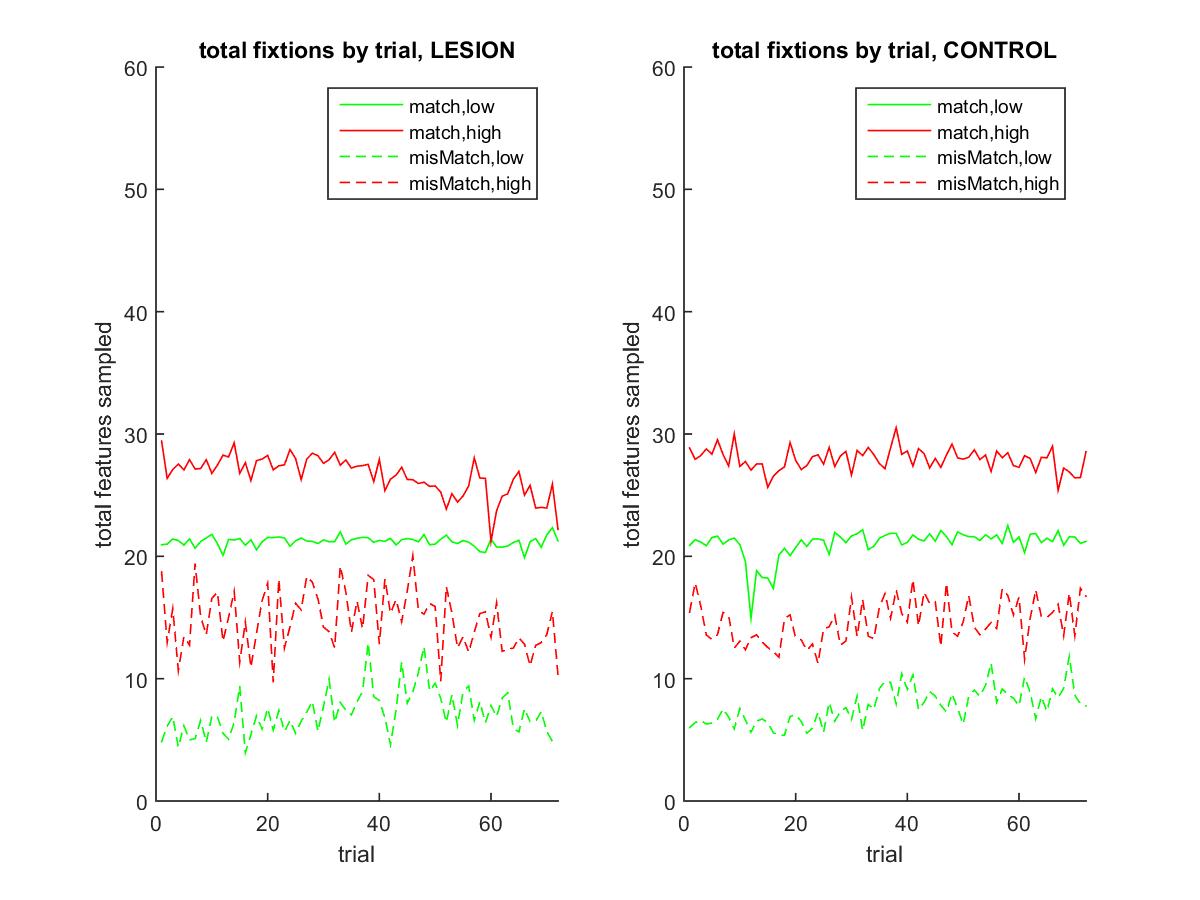 total fixtions by trial, LESION
60
50
40
30
20
10
0
total features sampled
match,low
match,high
misMatch,low
misMatch,high
0 20 40 60
trial
total fixtions by trial, CONTROL
60
50
40
30
20
10
0
total features sampled
match,low
match,high
misMatch,low
misMatch,high
0 20 40 60
trial